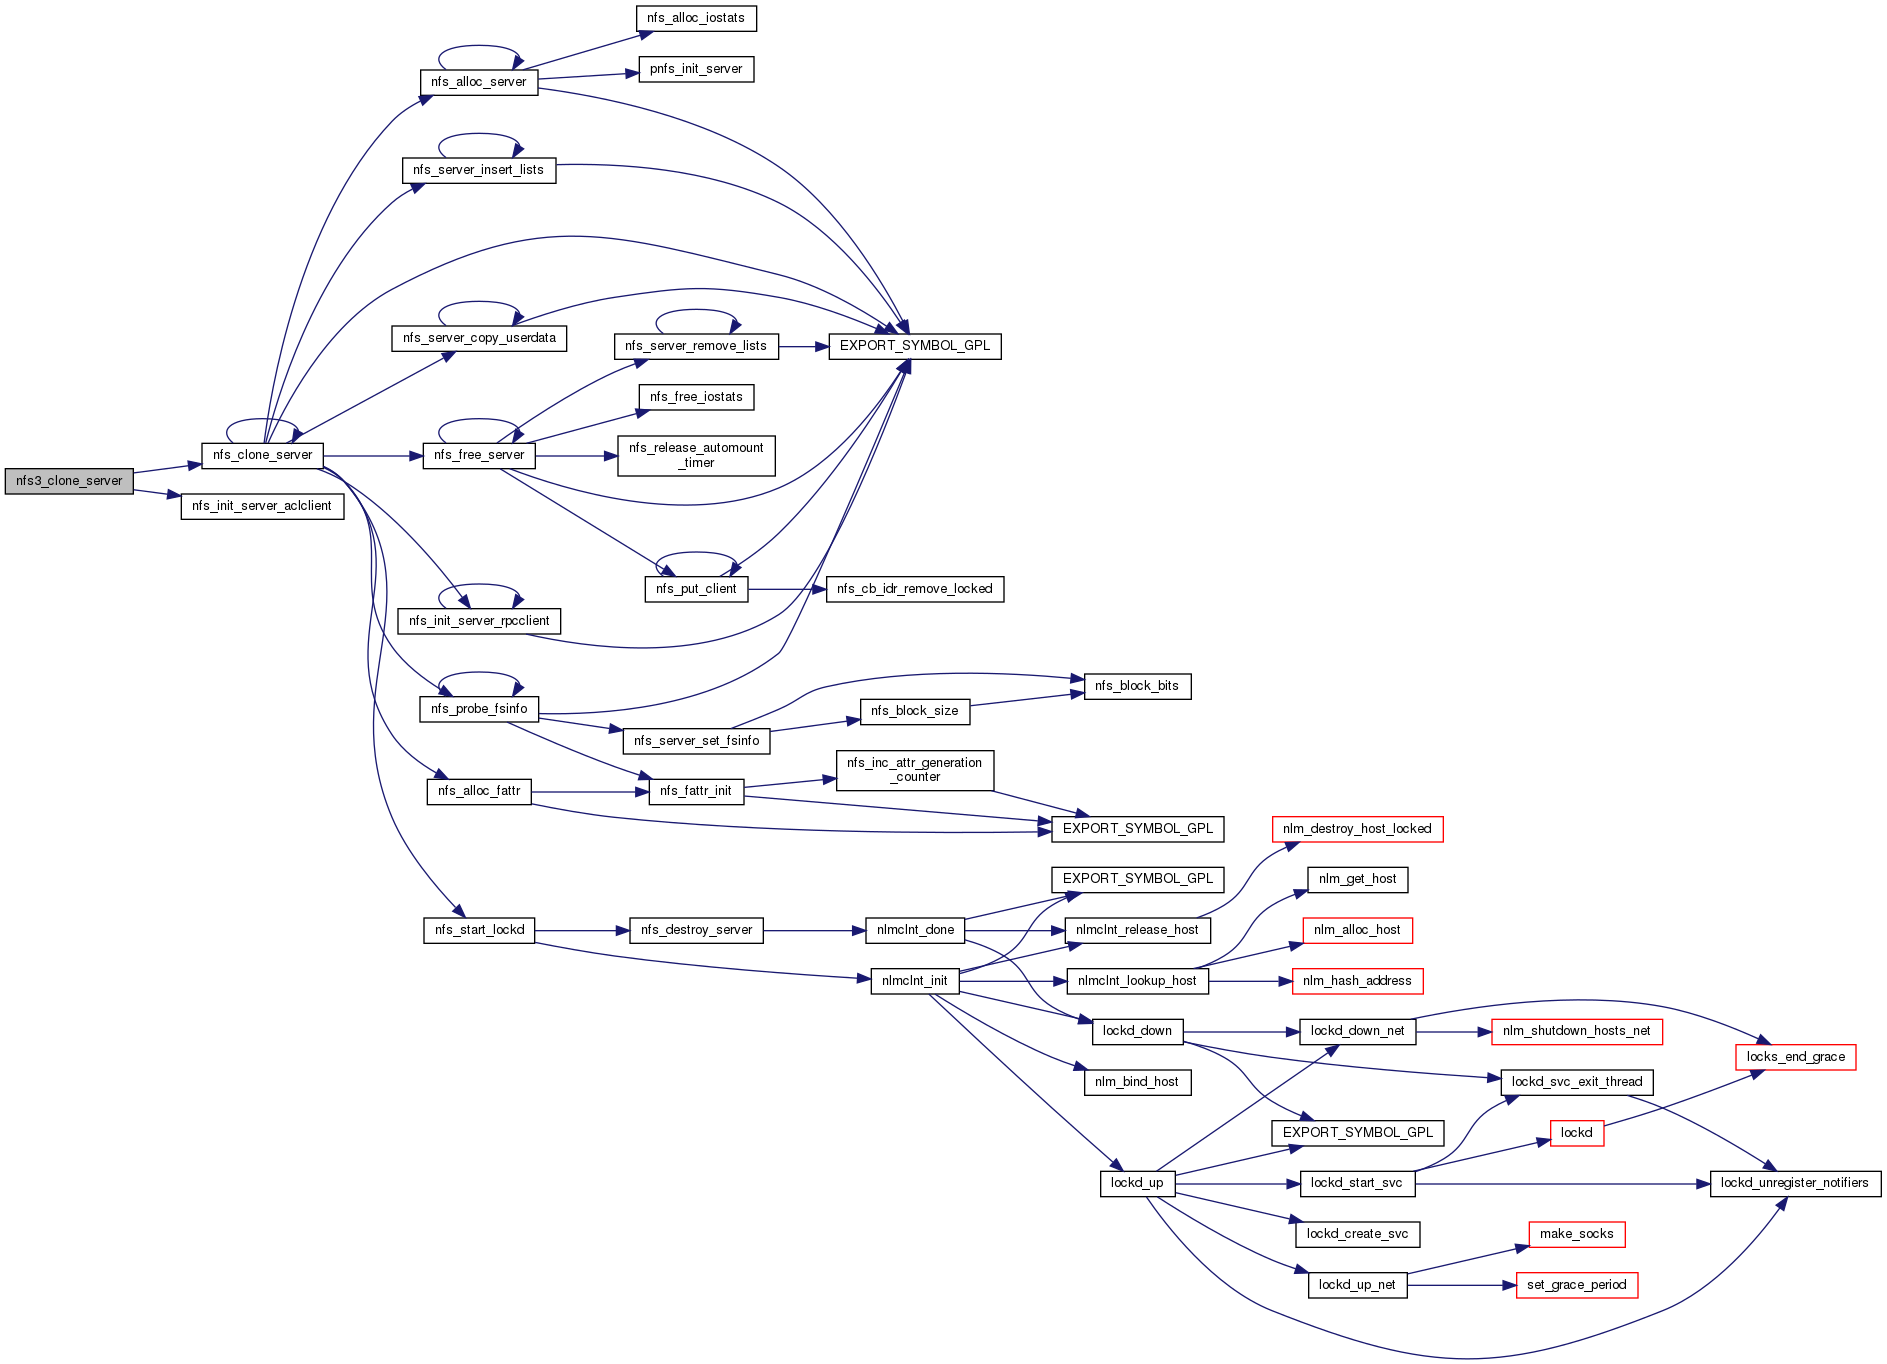 nfs_alloc_iostats
pnfs_init_server
nfs_alloc_server
nfs_server_insert_lists
nfs_server_copy_userdata
nfs_server_remove_lists
EXPORT_SYMBOL_GPL
nfs_free_iostats
nfs_clone_server
nfs_free_server
nfs_release_automount
_timer
nfs3_clone_server
nfs_init_server_aclclient
nfs_put_client
nfs_cb_idr_remove_locked
nfs_init_server_rpcclient
nfs_block_bits
nfs_probe_fsinfo
nfs_block_size
nfs_server_set_fsinfo
nfs_inc_attr_generation
_counter
nfs_alloc_fattr
nfs_fattr_init
EXPORT_SYMBOL_GPL
nlm_destroy_host_locked
EXPORT_SYMBOL_GPL
nlm_get_host
nfs_start_lockd
nfs_destroy_server
nlmclnt_done
nlmclnt_release_host
nlm_alloc_host
nlmclnt_init
nlmclnt_lookup_host
nlm_hash_address
lockd_down
lockd_down_net
nlm_shutdown_hosts_net
locks_end_grace
nlm_bind_host
lockd_svc_exit_thread
EXPORT_SYMBOL_GPL
lockd
lockd_up
lockd_start_svc
lockd_unregister_notifiers
lockd_create_svc
make_socks
lockd_up_net
set_grace_period